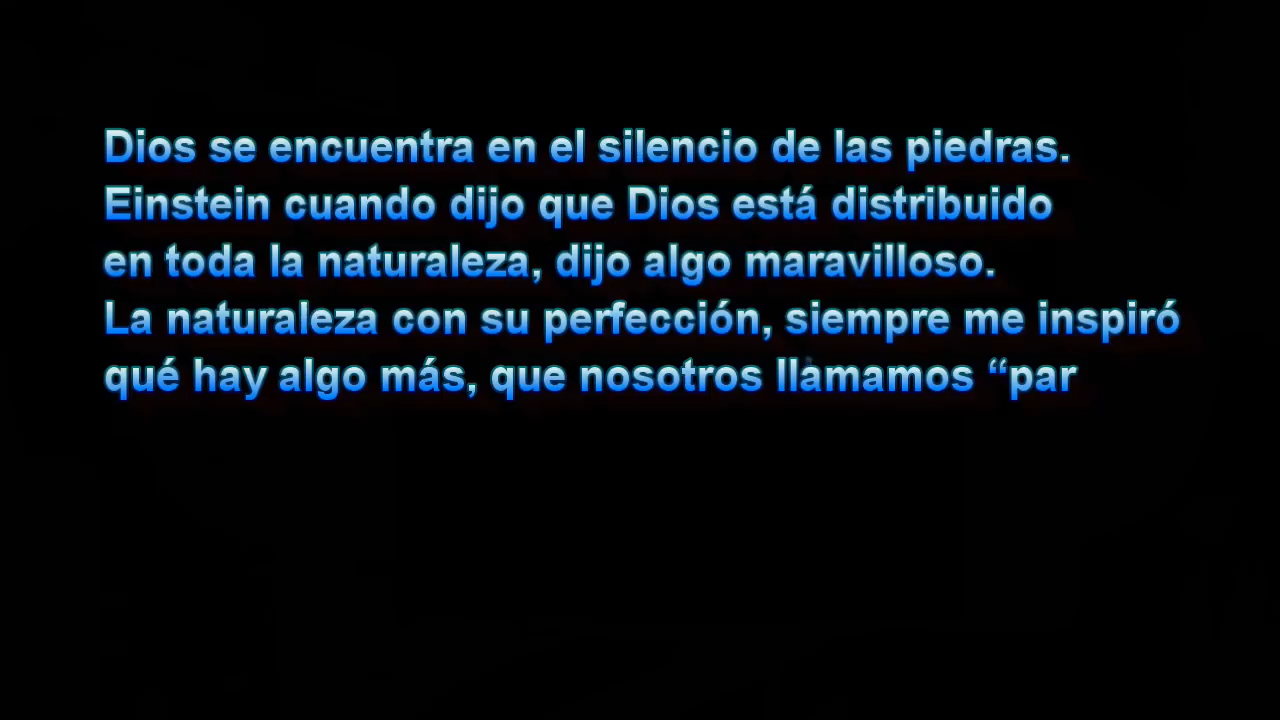 Dios se encuentra en el silencio de las piedras.
Einstein cuando dijo que Dios está distribuido
en toda la naturaleza, dijo algo maravilloso.
La naturaleza con su perfección, siempre me inspiró
qué hay algo más, que nosotros llamamos “par